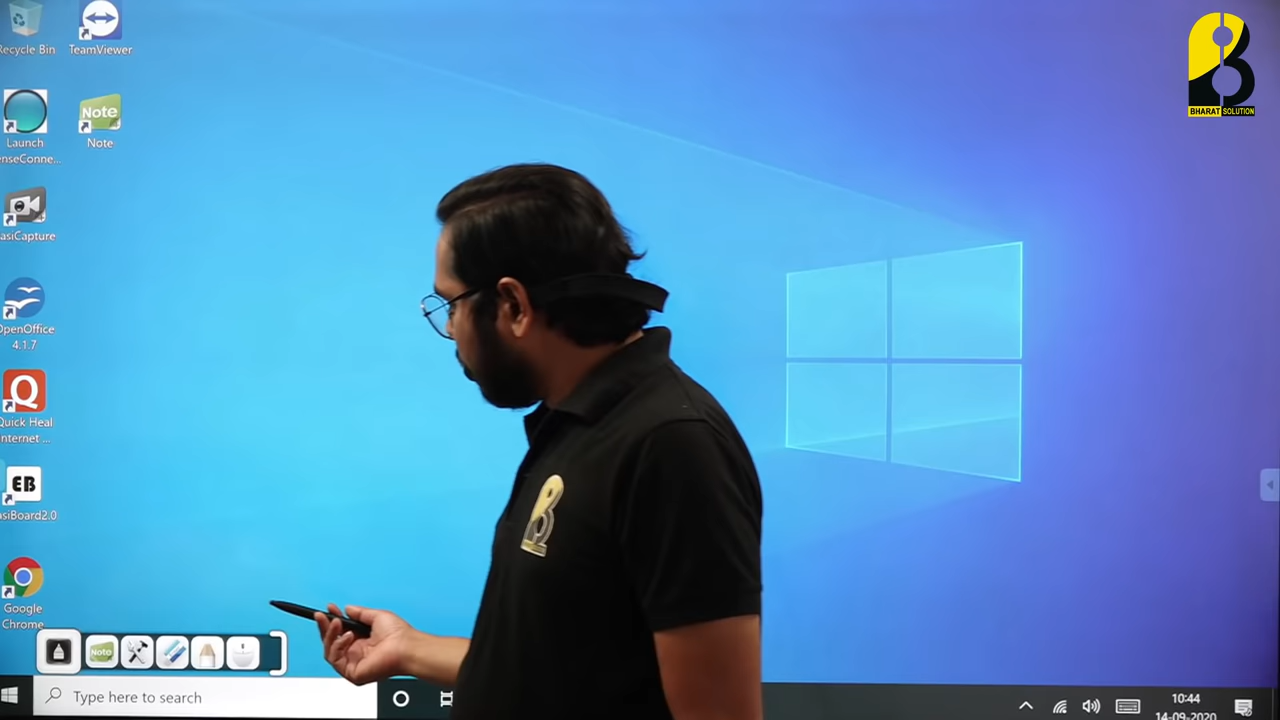 Recycle Bin
TeamViewer
Launch
enseConne...
Note
Note
asiCapture
OpenOffice
4.1.7
Quick Heal
Internet ...
EB
asiBoard2.0
Google
Chrome
Note
Type here to search
10:44
14-09-2020
BHARAT SOLUTION